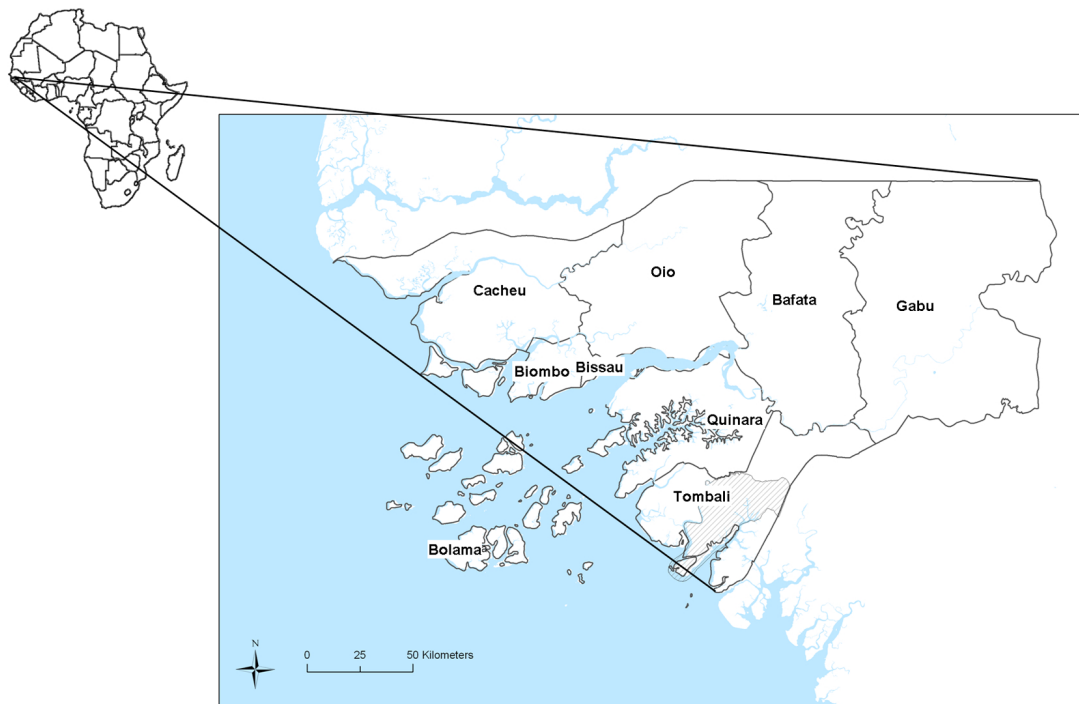 Oio
Cacheu
Bafata
Gabu
Biombo
Bissau
Quinara
Tombali
Bolama
N
0 25 50 Kilometers